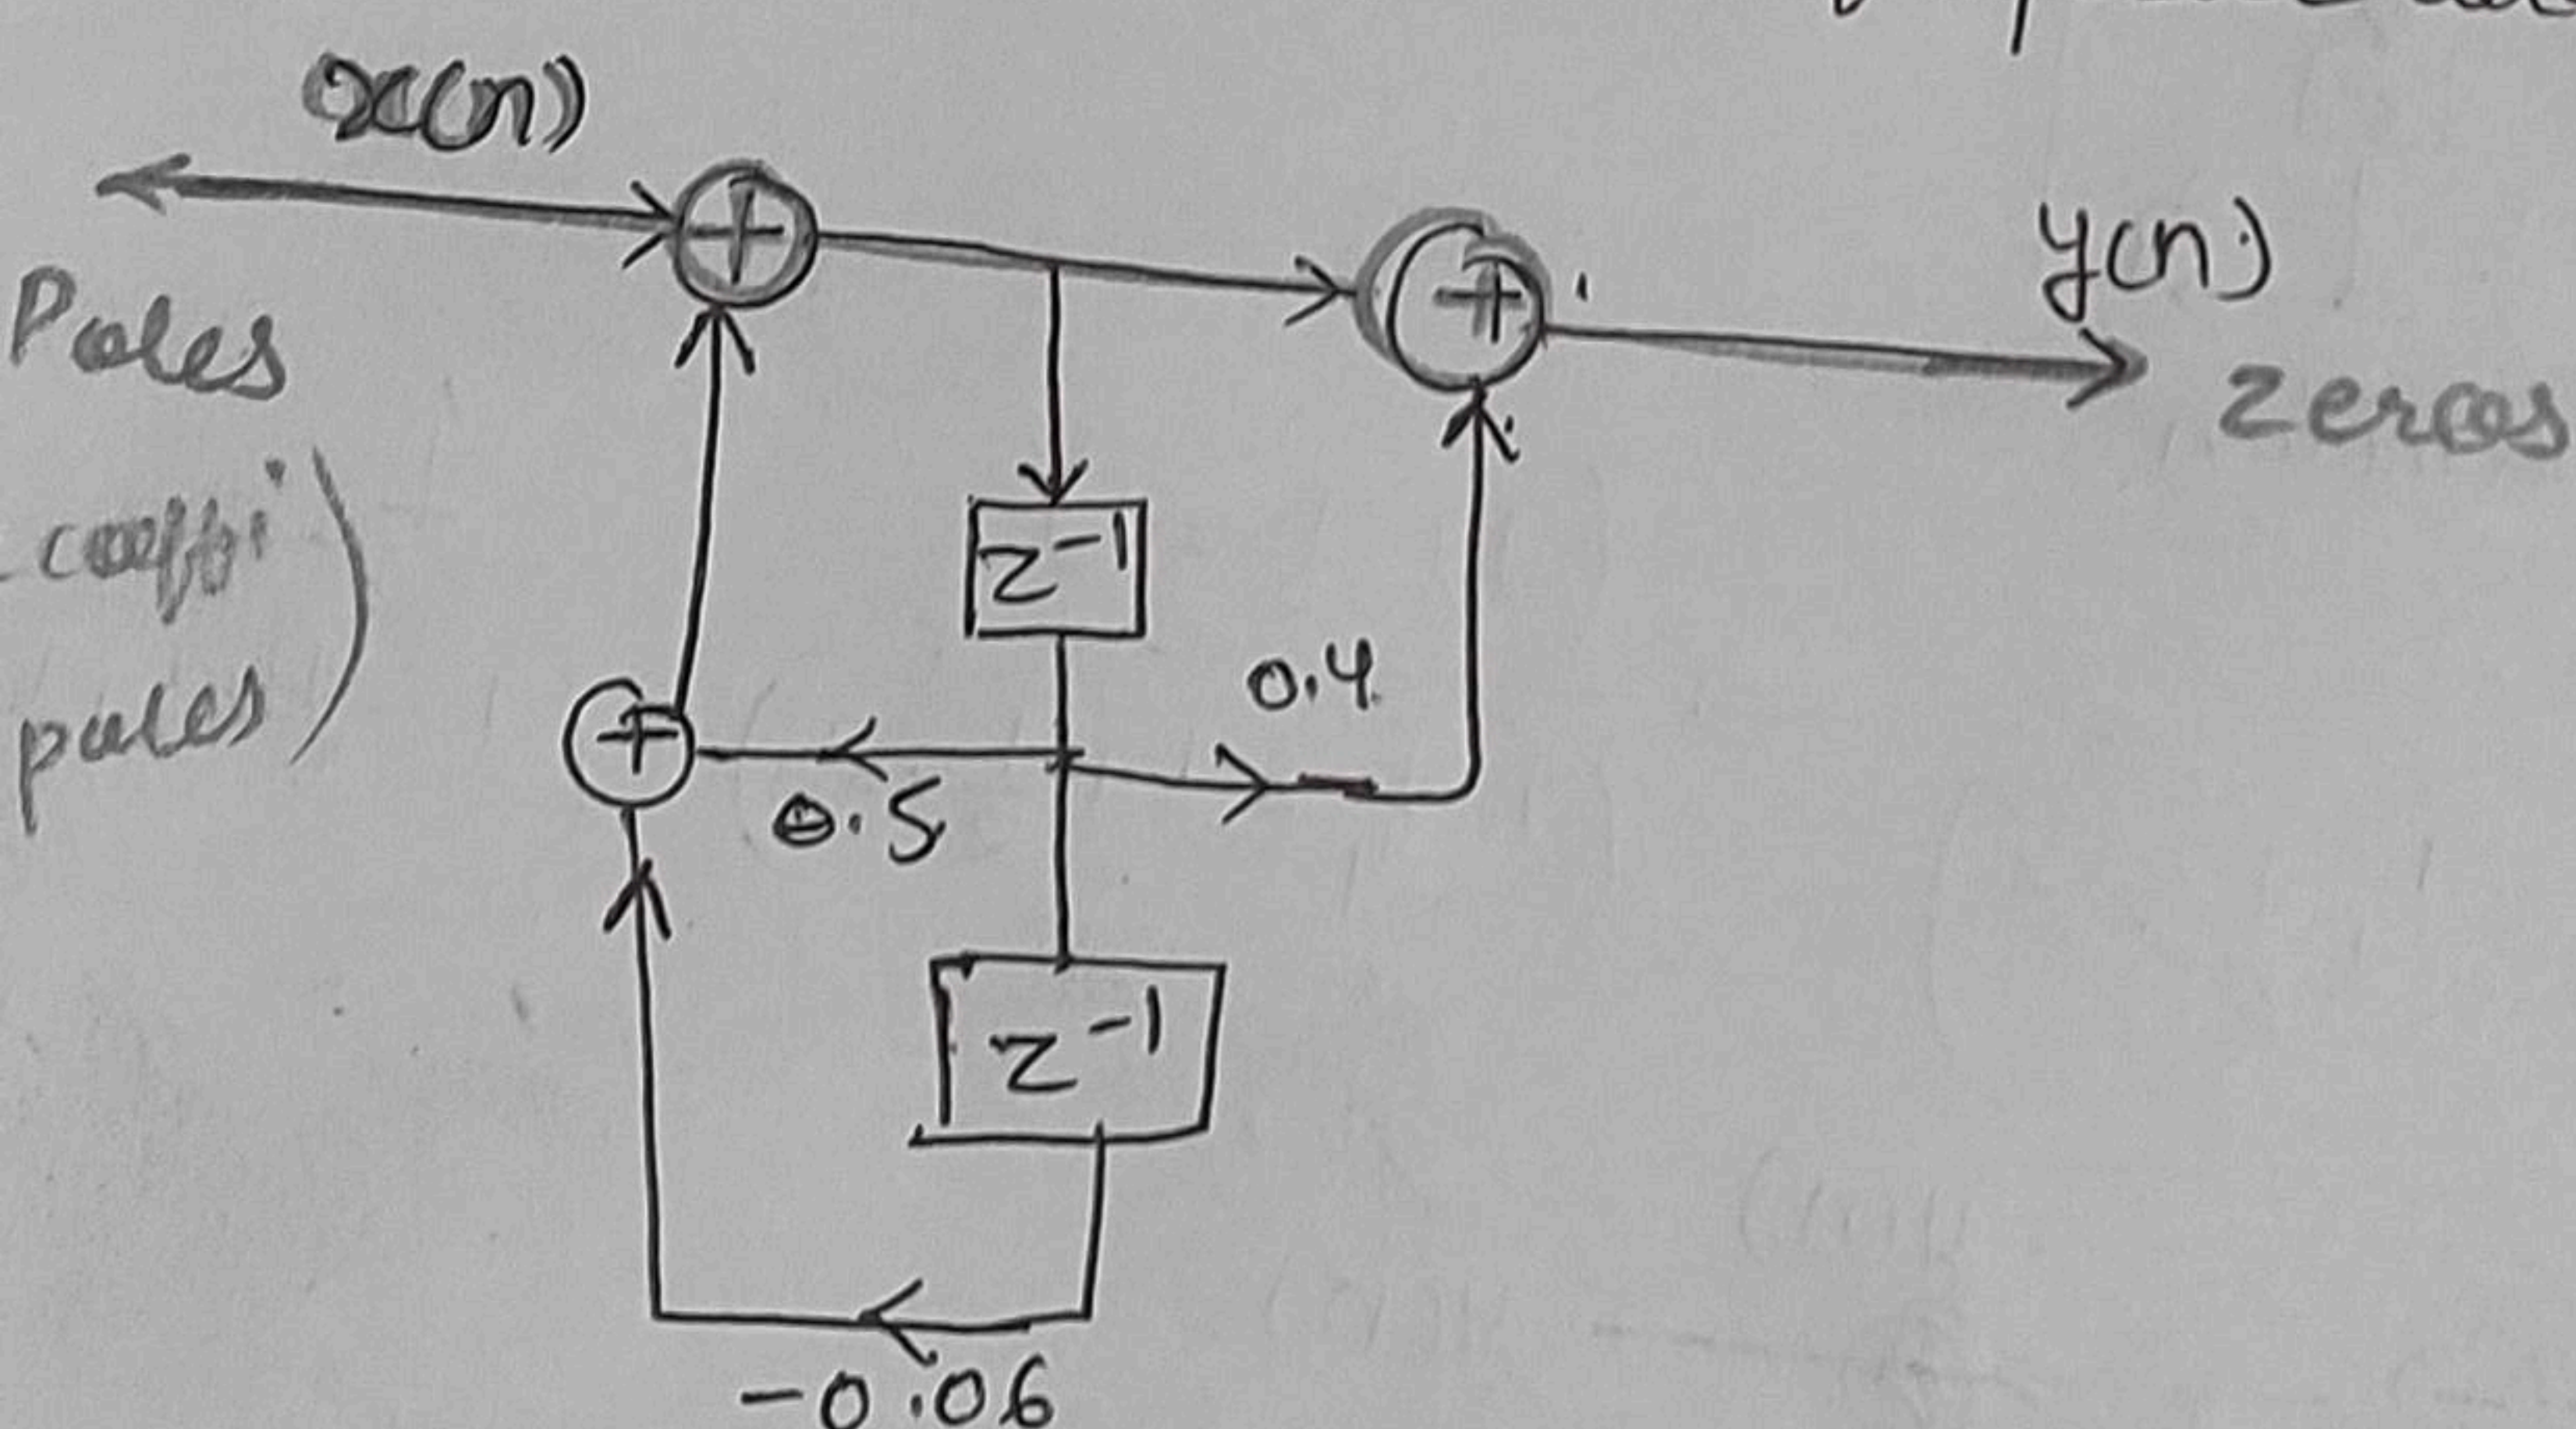 x(n)
y(n)
Poles
zeros
coeffi
poles)
z⁻¹
0.4
0.5
z⁻¹
-0.06